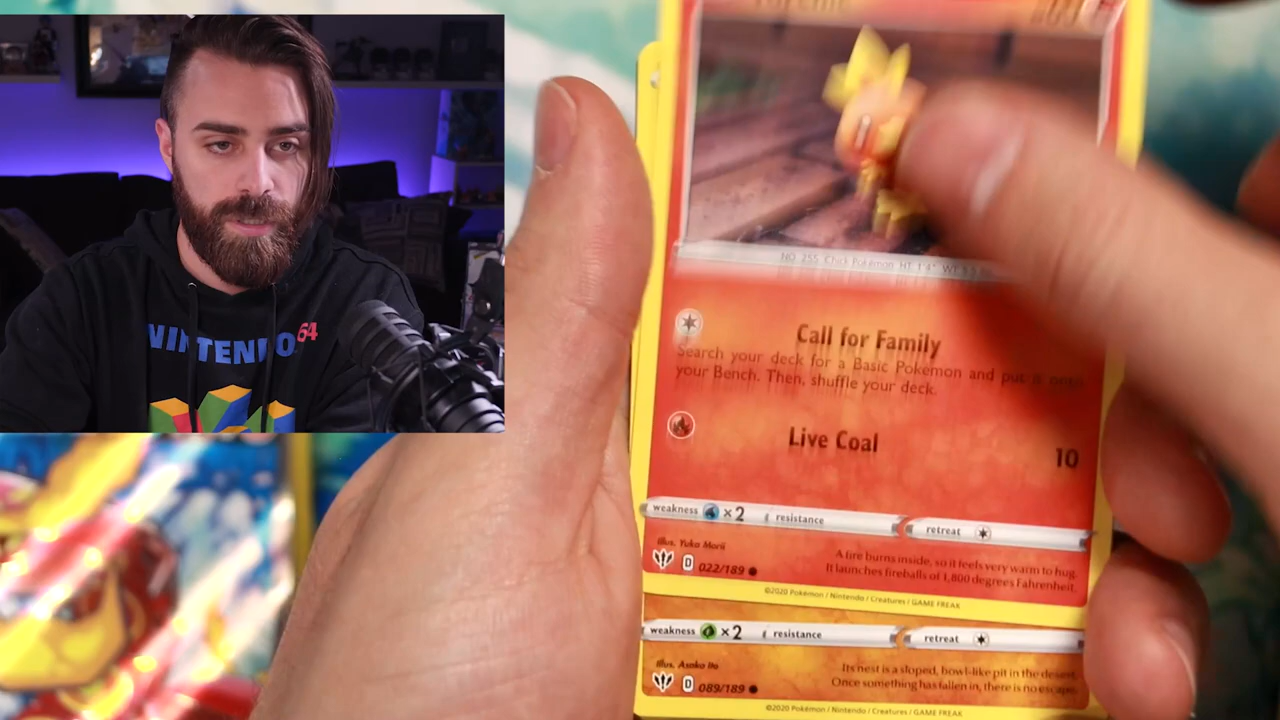 NINTENDO 64
NO. 255 Chick Pokémon HT: 1'4" WT:
Call for Family
Search your deck for a Basic Pokémon and put it onto
your Bench. Then, shuffle your deck.
Live Coal 10
weakness ×2 resistance retreat
Illus. Yuka Morii
D 022/189
A fire burns inside, so it feels very warm to hug.
It launches fireballs of 1,800 degrees Fahrenheit.
©2020 Pokémon / Nintendo / Creatures / GAME FREAK
weakness ×2 resistance retreat
Illus. Asako Ito
D 089/189
Its nest is a sloped, bowl-like pit in the desert.
Once something has fallen in, there is no escape.
©2020 Pokémon / Nintendo / Creatures / GAME FREAK